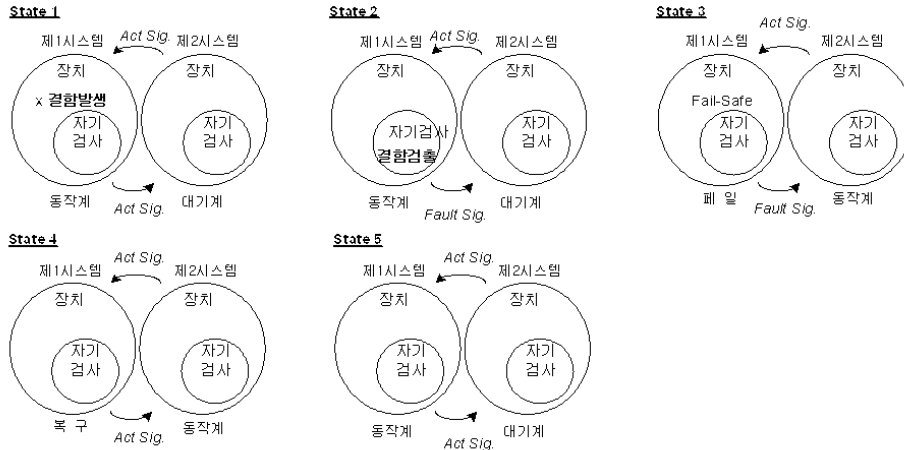 State 1
Act Sig.
제1시스템
제2시스템
장치
장치
x 결함발생
자기
검사
자기
검사
동작계
대기계
Act Sig.
State 2
Act Sig.
제1시스템
제2시스템
장치
장치
자기검사
결함검출
자기
검사
동작계
대기계
Fault Sig.
State 3
Act Sig.
제1시스템
제2시스템
장치
장치
Fail-Safe
자기
검사
자기
검사
페 일
동작계
Fault Sig.
State 4
Act Sig.
제1시스템
제2시스템
장치
장치
자기
검사
자기
검사
복 구
동작계
Act Sig.
State 5
Act Sig.
제1시스템
제2시스템
장치
장치
자기
검사
자기
검사
동작계
대기계
Act Sig.